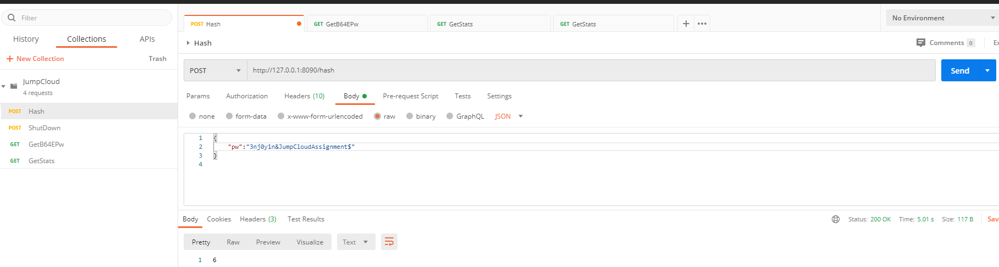 Filter
History Collections APIs
+ New Collection Trash
JumpCloud
4 requests
POST Hash
POST ShutDown
GET GetB64EPw
GET GetStats
POST Hash GET GetB64EPw GET GetStats GET GetStats + ••• No Environment
Hash Comments 0 Ex
POST http://127.0.0.1:8090/hash Send
Params Authorization Headers (10) Body Pre-request Script Tests Settings
none form-data x-www-form-urlencoded raw binary GraphQL JSON
1 {
2 "pw":"3nj0y1n&JumpCloudAssignment$"
3 }
4
Body Cookies Headers (3) Test Results Status: 200 OK Time: 5.01 s Size: 117 B Sav
Pretty Raw Preview Visualize Text
1 6